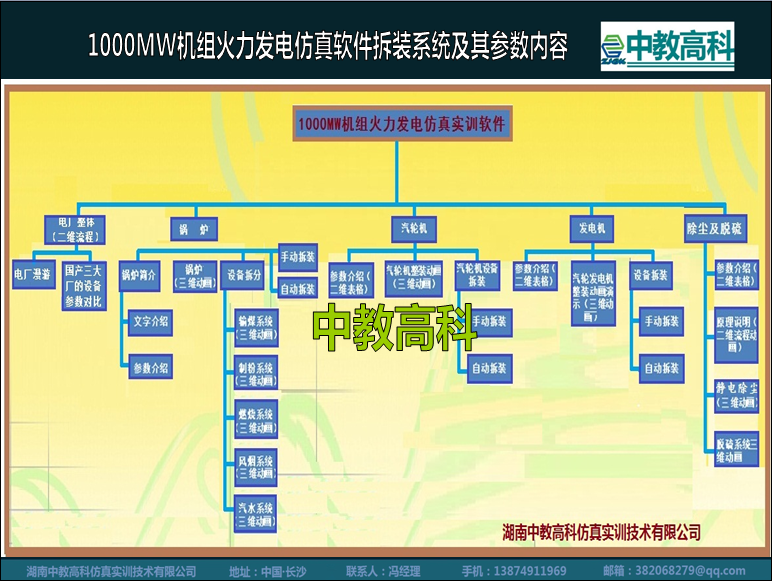 1000MW机组火力发电仿真软件拆装系统及其参数内容
ZJGK
中教高科
1000MW机组火力发电仿真实训软件
电厂整体
(二维流程)
锅 炉
汽轮机
发电机
除尘及脱硫
电厂漫游
国产三大
厂的设备
参数对比
锅炉简介
锅炉
(三维动画)
设备拆分
手动拆装
自动拆装
参数介绍(
二维表格)
汽轮机整装动画
(三维动画)
汽轮机设备
拆装
参数介绍(
二维表格)
汽轮发电机
整装动画演
示(三维动
画)
设备拆装
参数介绍(
二维表格)
文字介绍
参数介绍
输煤系统
(三维动画)
制粉系统
(三维动画)
燃烧系统
(三维动画)
风烟系统
(三维动画)
汽水系统
(三维动画)
手动拆装
自动拆装
手动拆装
自动拆装
原理说明(
二维流程动
画)
静电除尘
(三维动画)
脱硫系统三
维动画
中教高科
湖南中教高科仿真实训技术有限公司
湖南中教高科仿真实训技术有限公司 地址:中国·长沙 联系人:冯经理 手机:13874911969 邮箱:382068279@qq.com